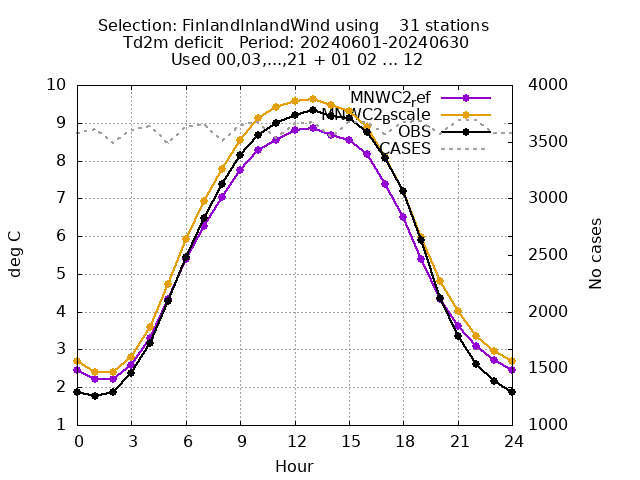 Selection: FinlandInlandWind using    31 stations
Td2m deficit   Period: 20240601-20240630
Used 00,03,...,21 + 01 02 ... 12
MNWC2ref
MNWC2Bscale
OBS
CASES
deg C
10
9
8
7
6
5
4
3
2
1
4000
3500
3000
2500
2000
1500
1000
No cases
0 3 6 9 12 15 18 21 24
Hour